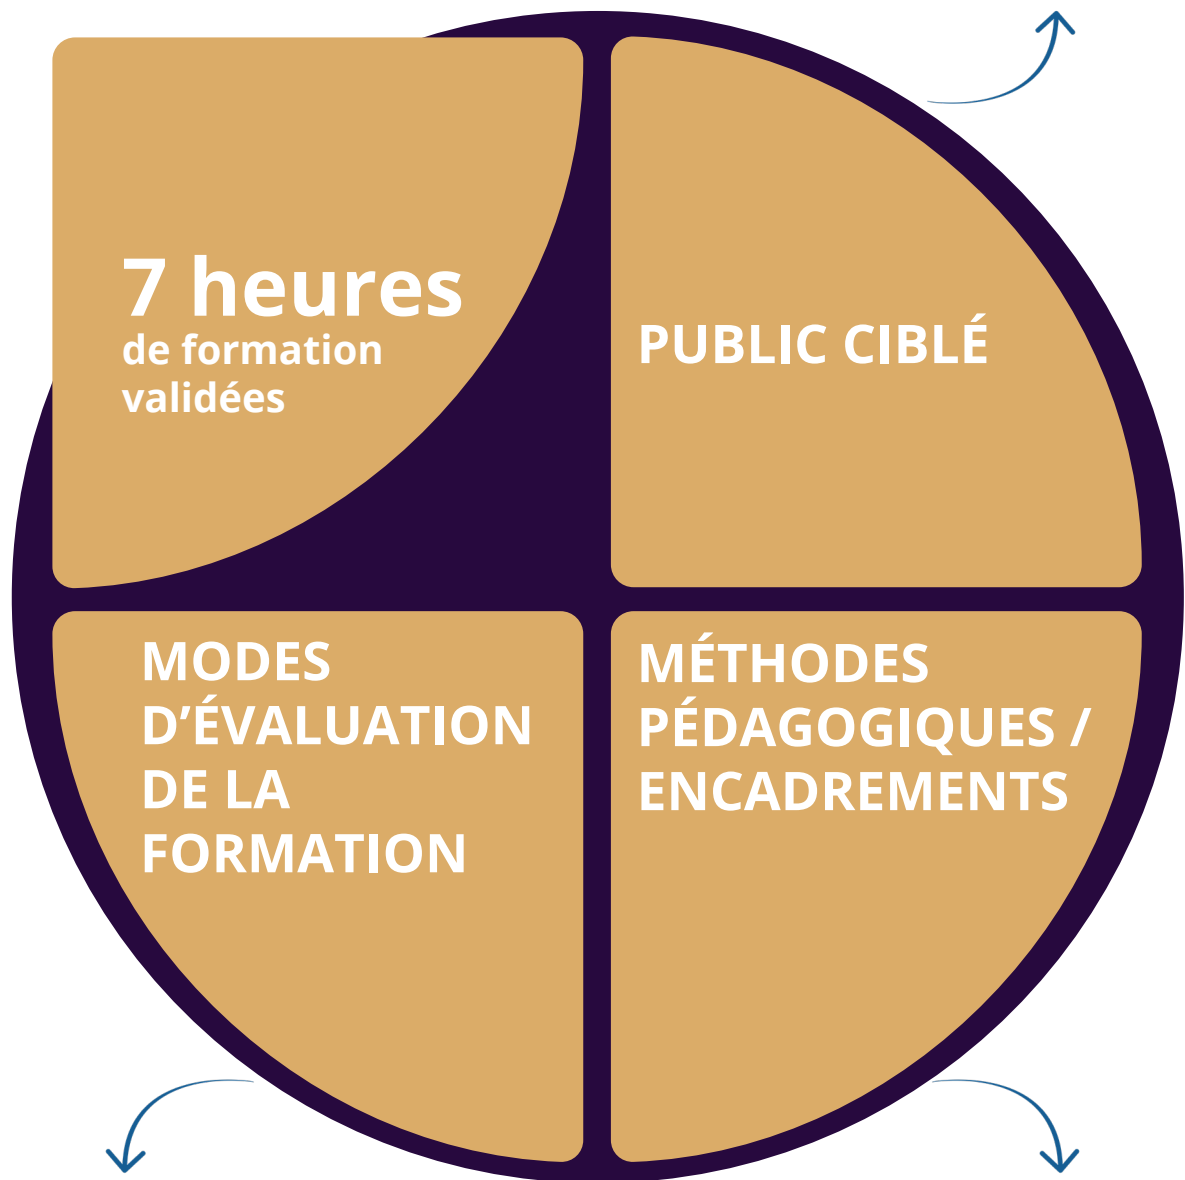 7 heures
de formation
validées
PUBLIC CIBLÉ
MODES
D’ÉVALUATION
DE LA
FORMATION
MÉTHODES
PÉDAGOGIQUES /
ENCADREMENTS